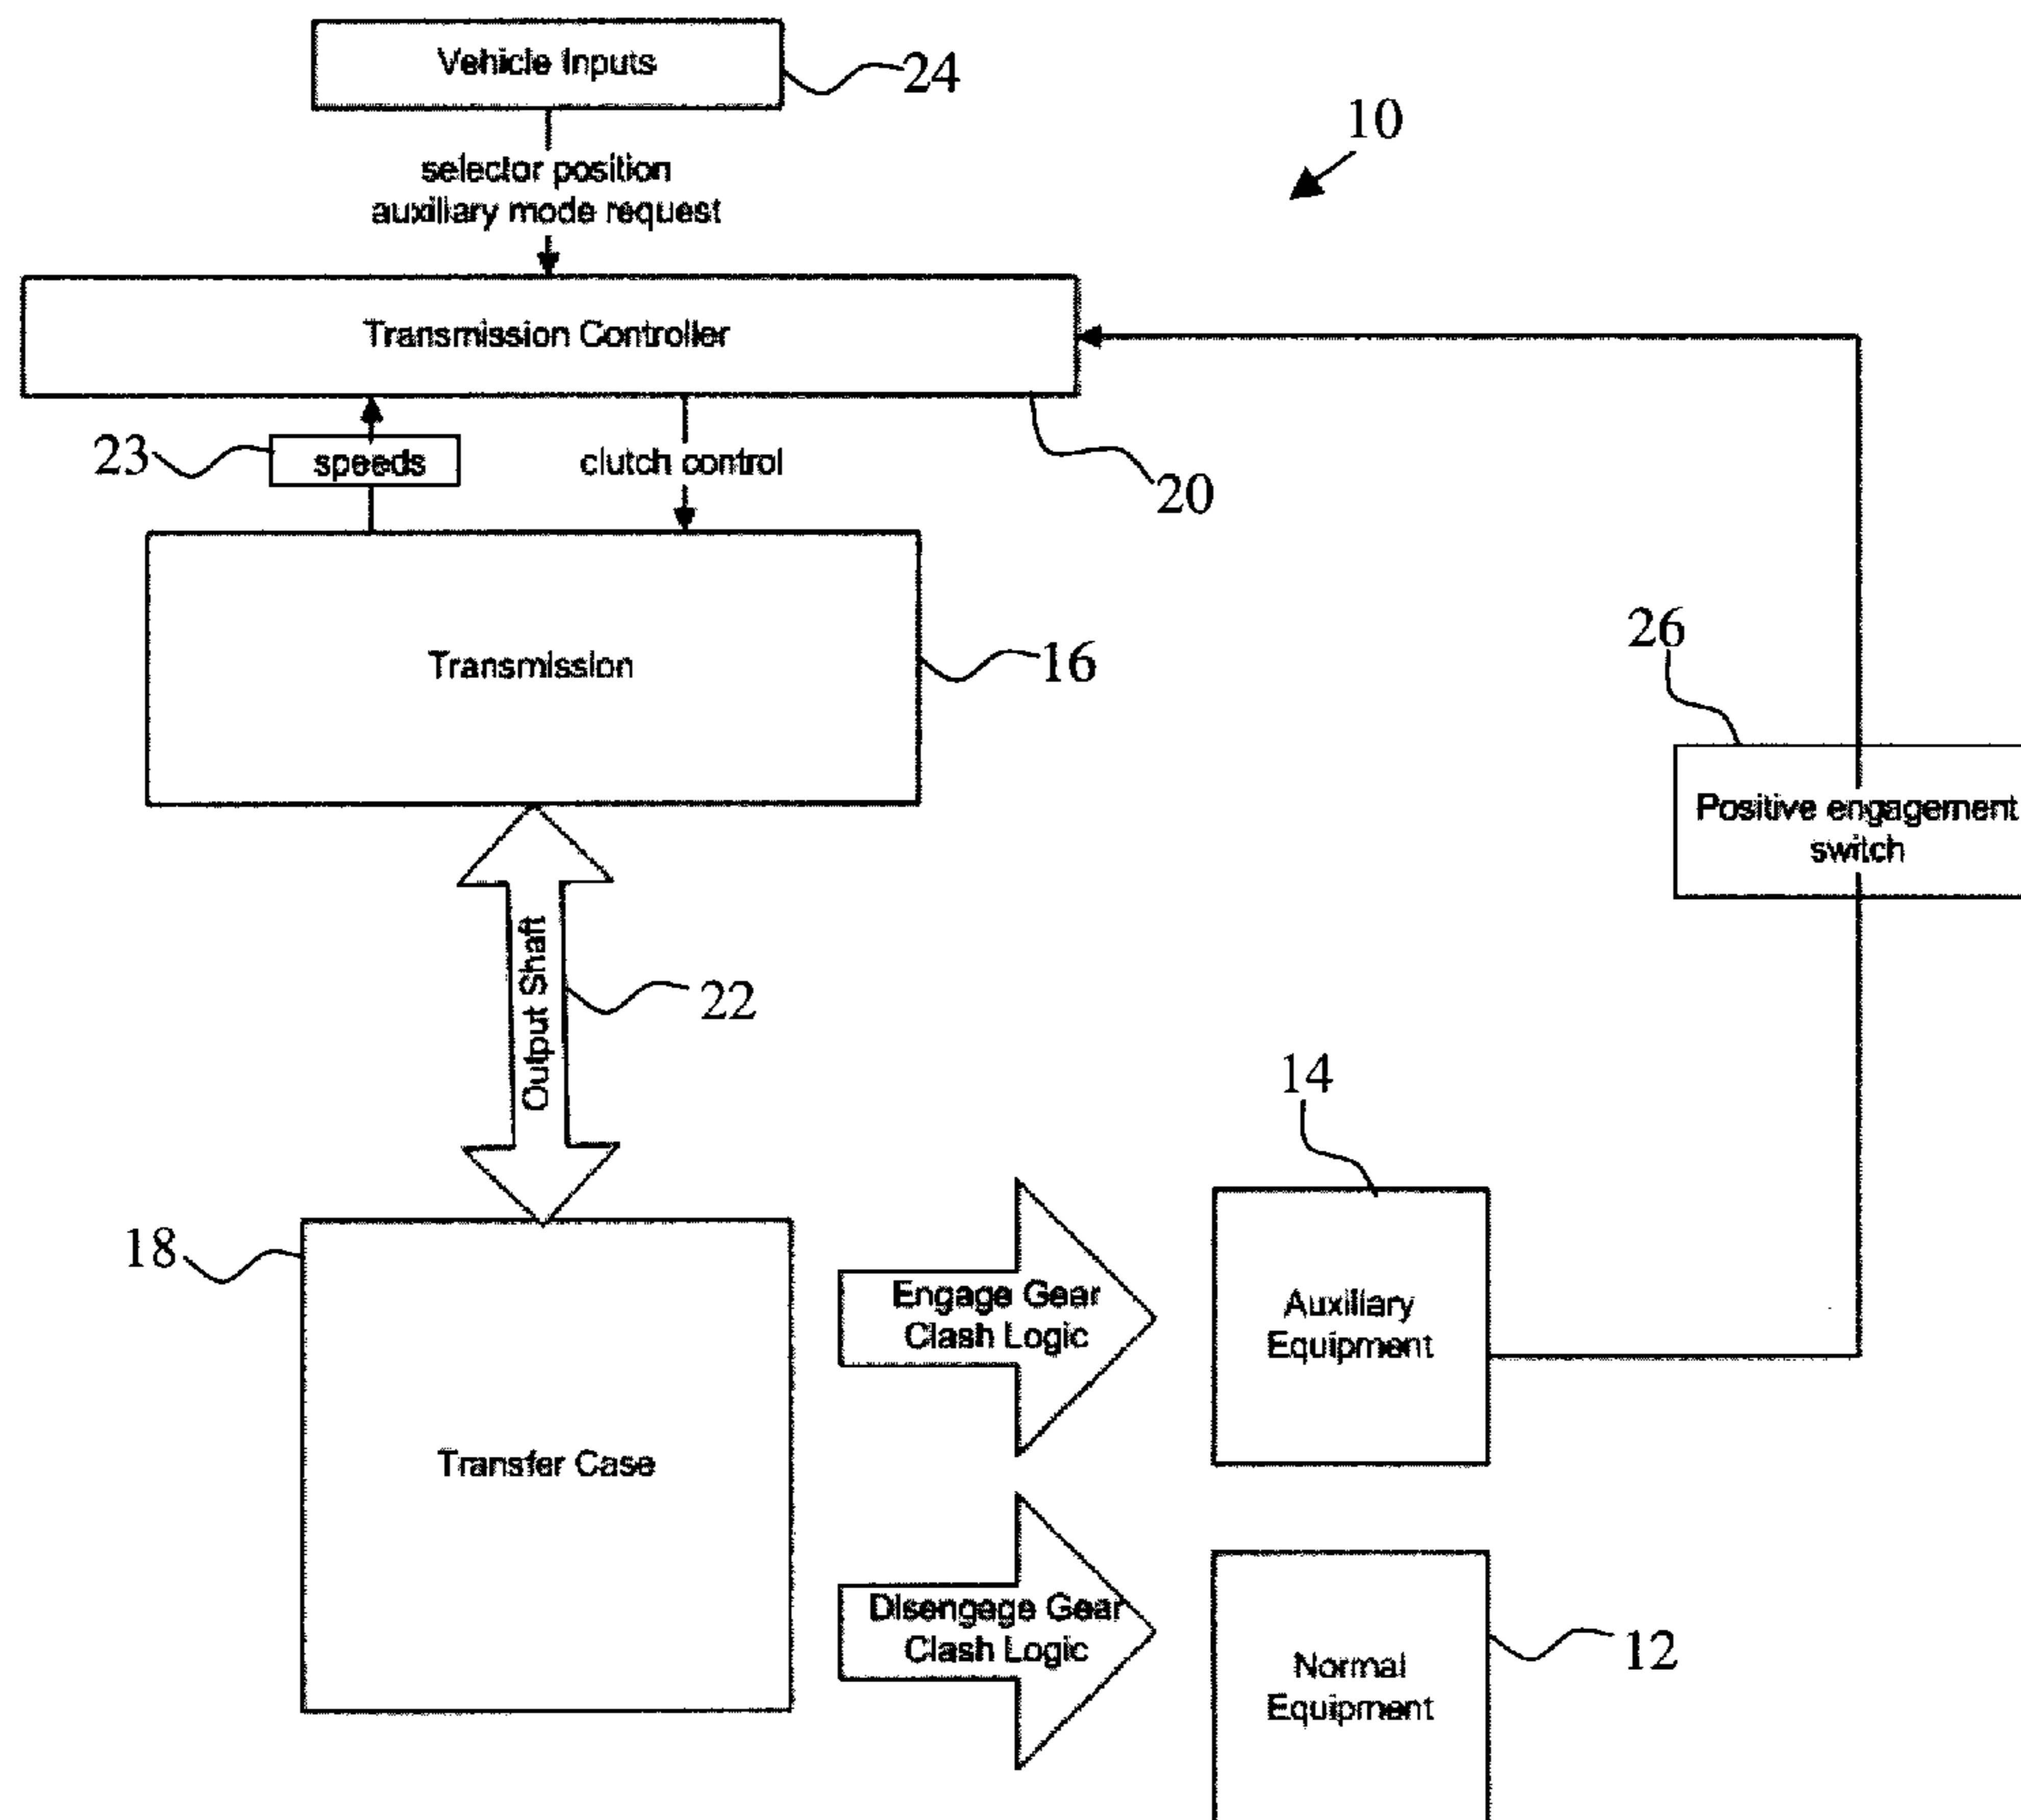 Vehicle Inputs
24
10
selector position
auxiliary mode request
Transmission Controller
23
speeds
clutch control
20
Transmission
16
26
Positive engagement
switch
Output Shaft
22
14
18
Engage Gear
Clash Logic
Auxiliary
Equipment
Transfer Case
Disengage Gear
Clash Logic
Normal
Equipment
12